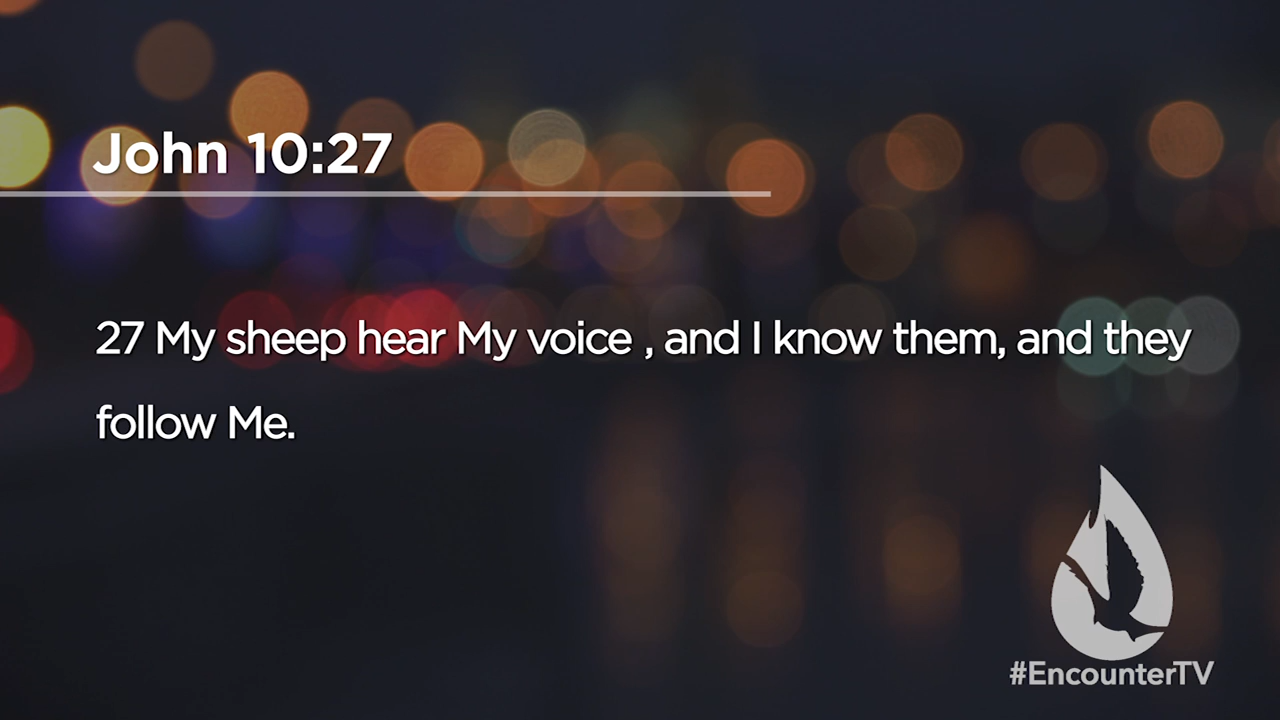 John 10:27
27 My sheep hear My voice , and I know them, and they
follow Me.
#EncounterTV